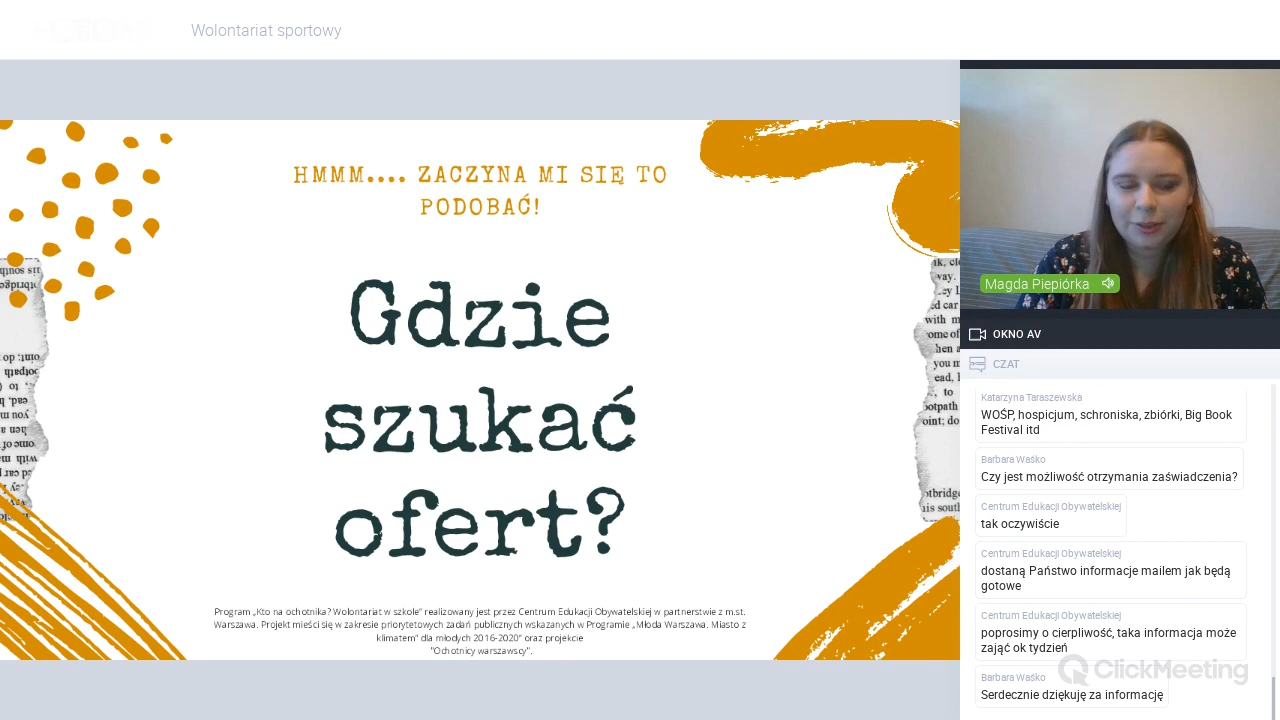 Wolontariat sportowy
HMMM.... ZACZYNA MI SIĘ TO
PODOBAĆ!
Gdzie
szukać
ofert?
Program „Kto na ochotnika? Wolontariat w szkole” realizowany jest przez Centrum Edukacji Obywatelskiej w partnerstwie z m.st.
Warszawa. Projekt mieści się w zakresie priorytetowych zadań publicznych wskazanych w Programie „Młoda Warszawa. Miasto z
klimatem” dla młodych 2016-2020” oraz projekcie
"Ochotnicy warszawscy".
Magda Piepiórka
OKNO AV
CZAT
Katarzyna Taraszewska
WOŚP, hospicjum, schroniska, zbiórki, Big Book
Festival itd
Barbara Waśko
Czy jest możliwość otrzymania zaświadczenia?
Centrum Edukacji Obywatelskiej
tak oczywiście
Centrum Edukacji Obywatelskiej
dostaną Państwo informacje mailem jak będą
gotowe
Centrum Edukacji Obywatelskiej
poprosimy o cierpliwość, taka informacja może
zająć ok tydzień
Barbara Waśko
Serdecznie dziękuję za informację
ClickMeeting